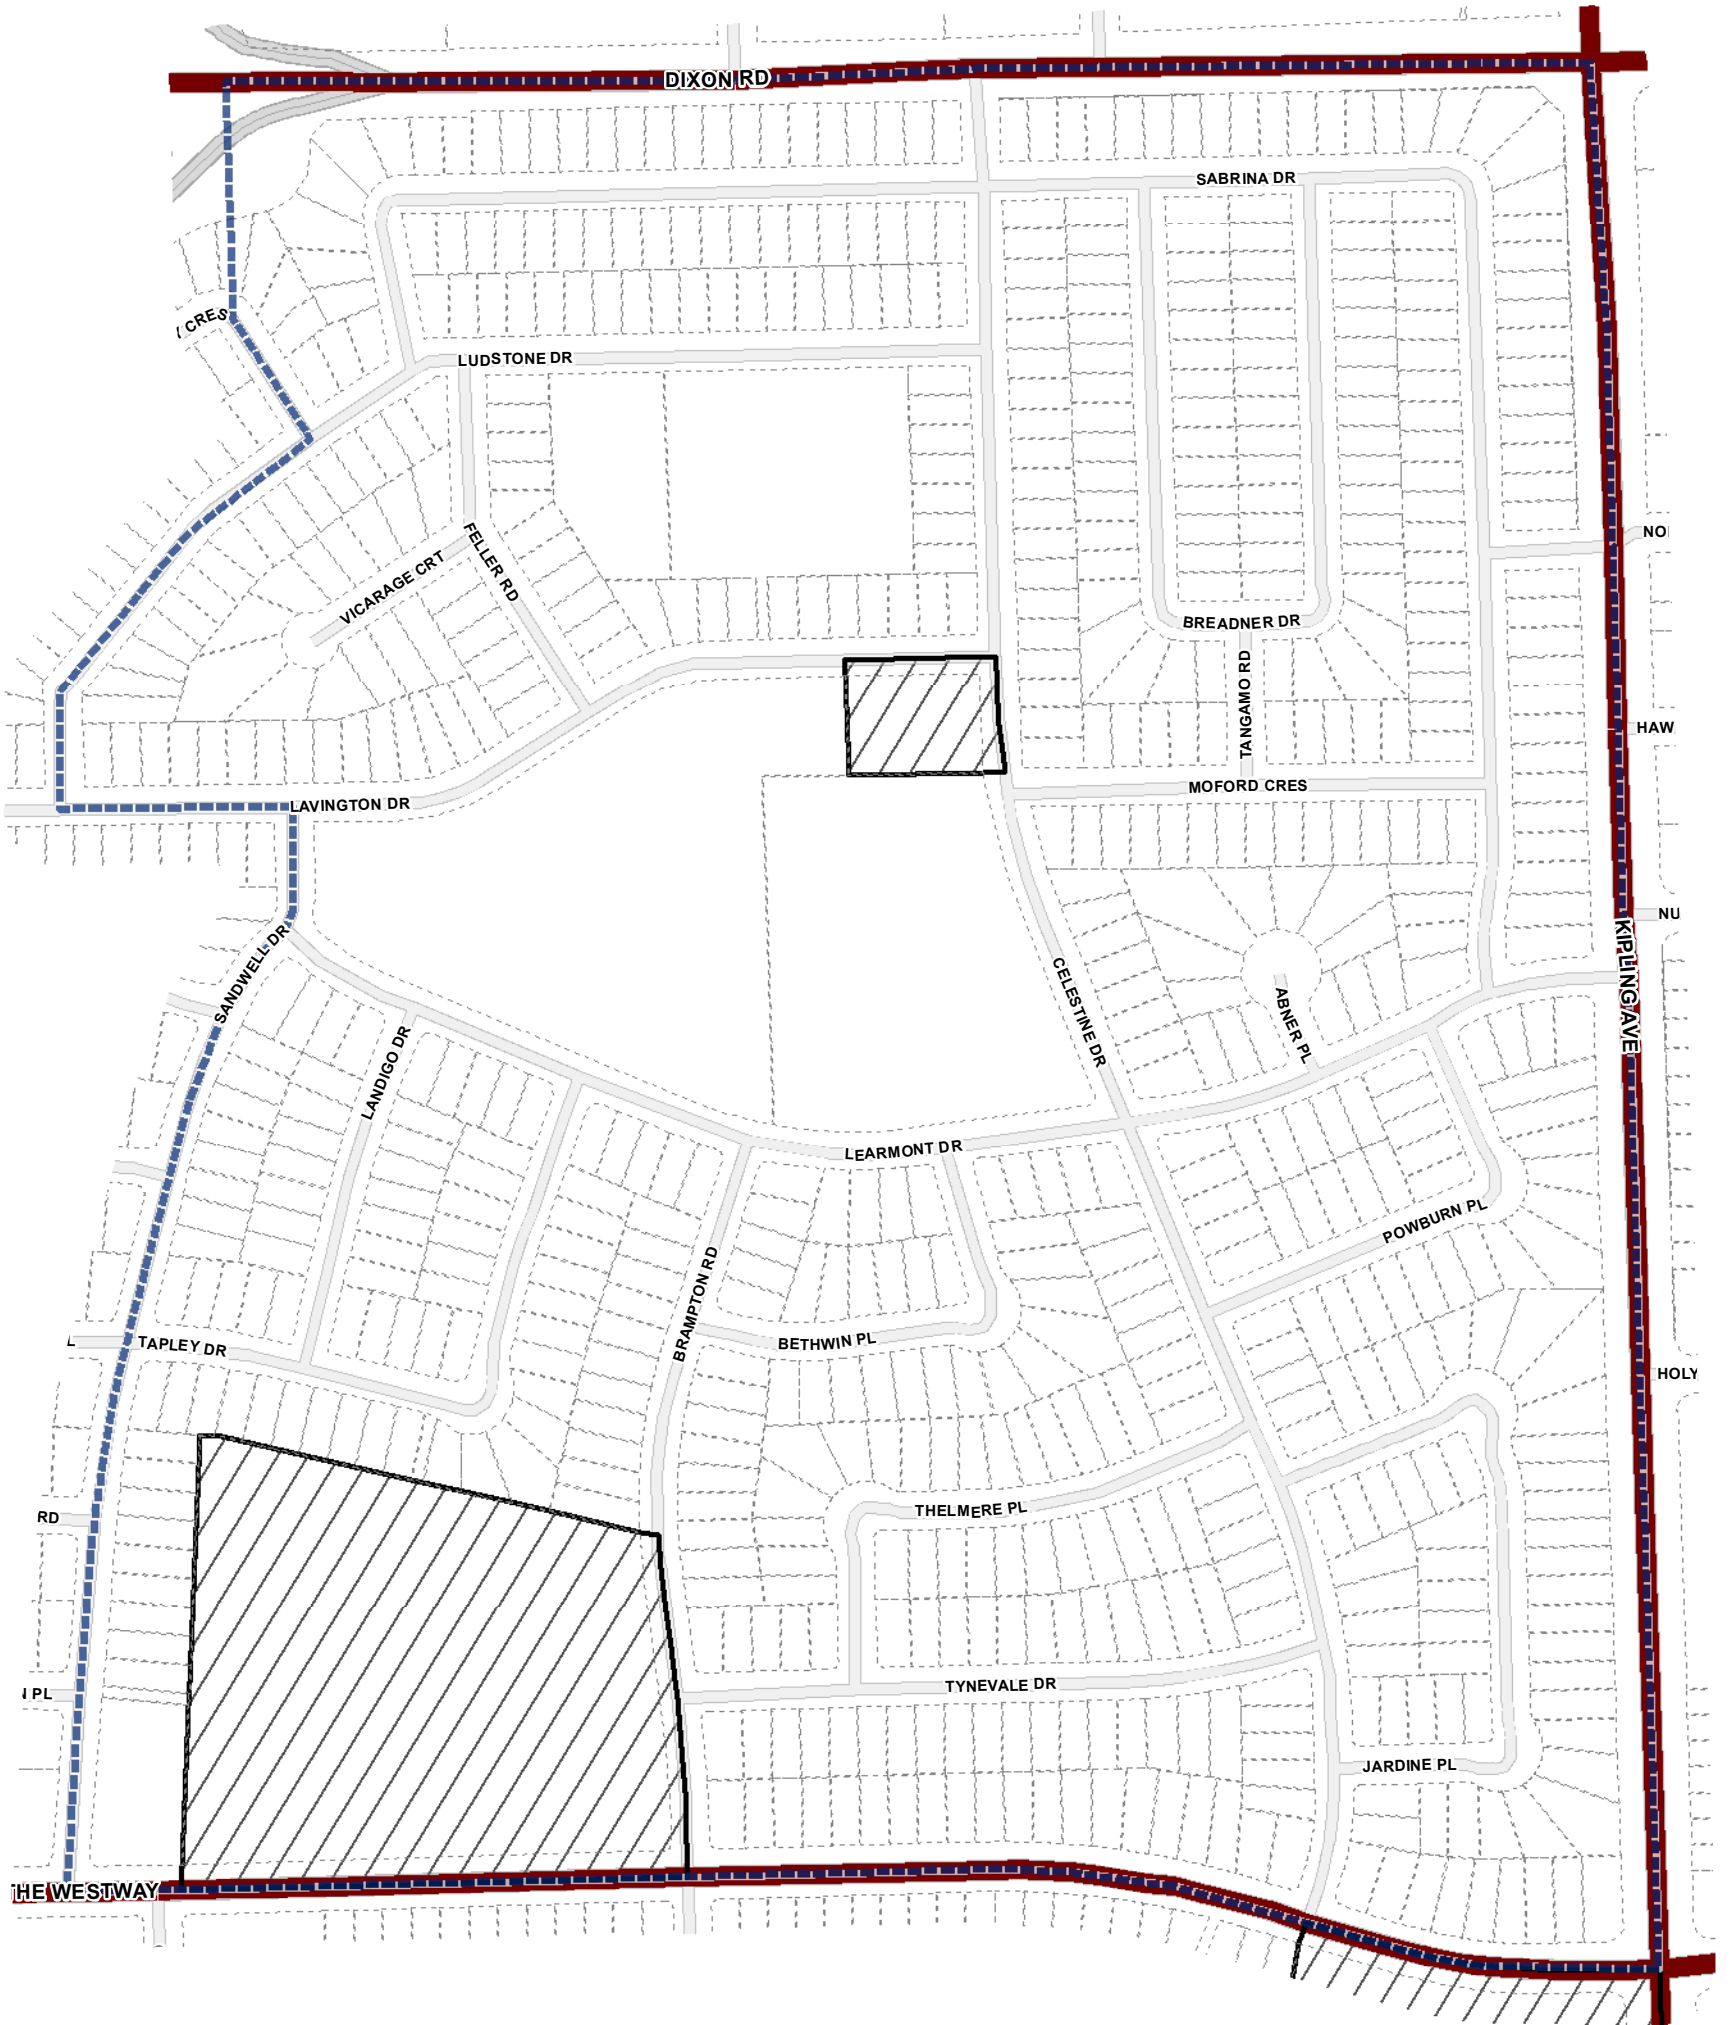 DIXON RD
SABRINA DR
CRES
LUDSTONE DR
NO
FELLER RD
VICARAGE CRT
BREADNER DR
TANGAMO RD
HAW
MOFORD CRES
LAVINGTON DR
NU
KIPLING AVE
SANDWELL DR
CELESTINE DR
ABNER PL
LANDIGO DR
LEARMONT DR
POWBURN PL
BRAMPTON RD
BETHWIN PL
L
TAPLEY DR
HOLY
THELMERE PL
RD
TYNEVALE DR
PL
JARDINE PL
HE WESTWAY